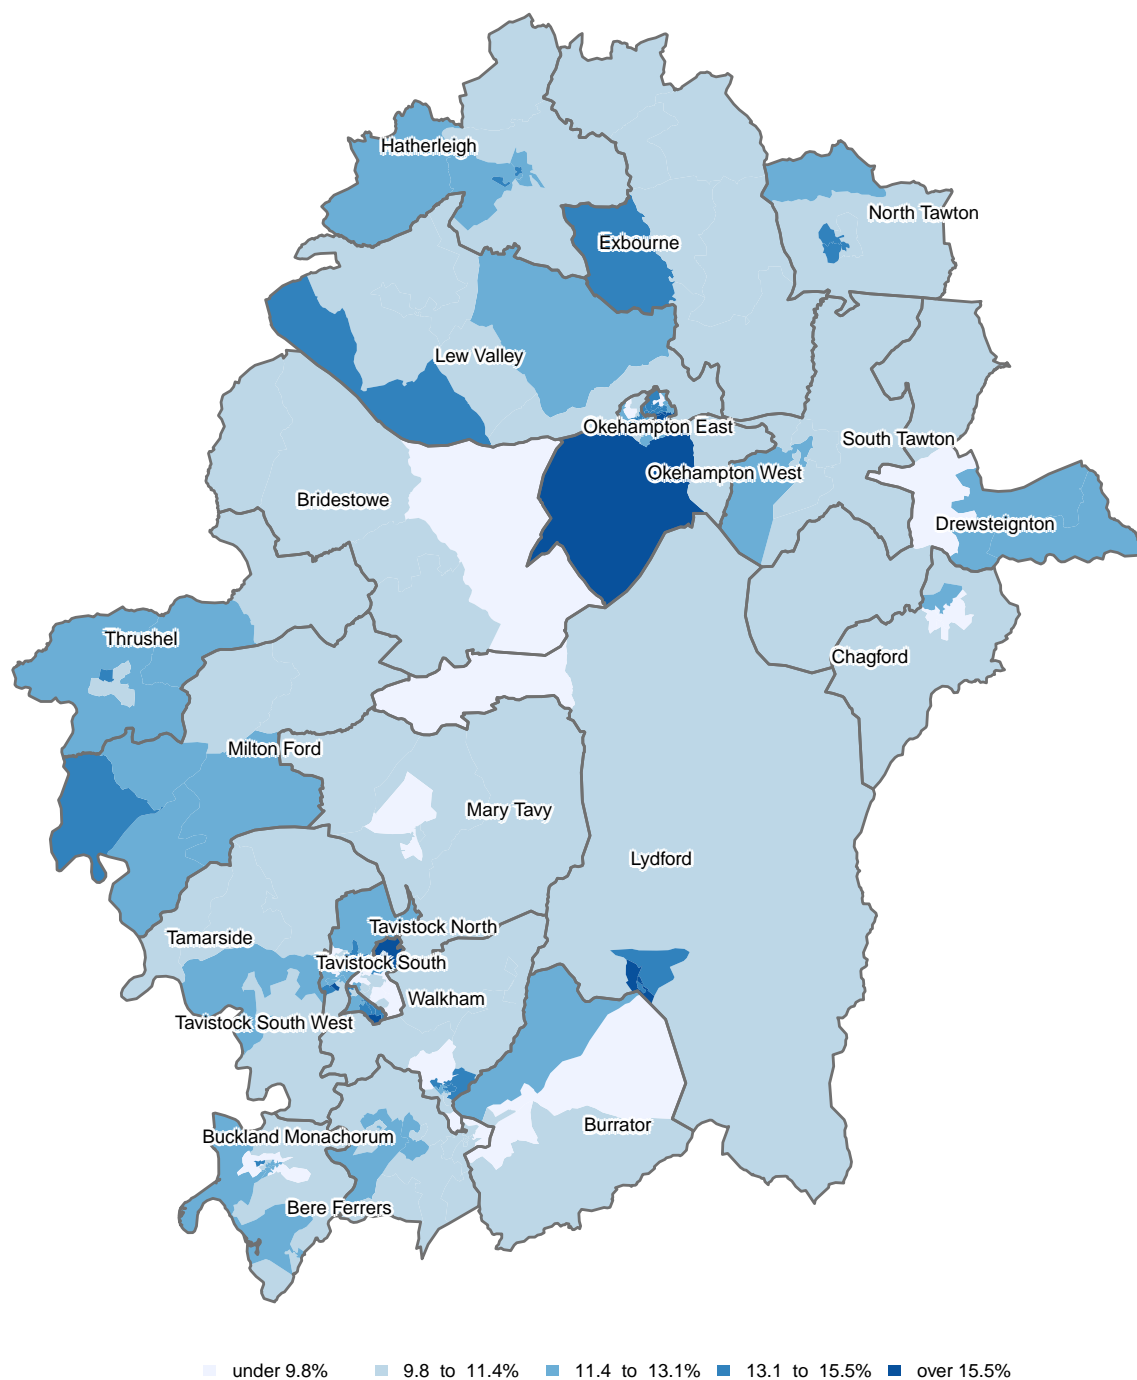 Hatherleigh
North Tawton
Exbourne
Lew Valley
Okehampton East
South Tawton
Okehampton West
Bridestowe
Drewsteignton
Thrushel
Chagford
Milton Ford
Mary Tavy
Lydford
Tavistock North
Tamarside
Tavistock South
Walkham
Tavistock South West
Burrator
Buckland Monachorum
Bere Ferrers
under 9.8% 9.8 to 11.4% 11.4 to 13.1% 13.1 to 15.5% over 15.5%